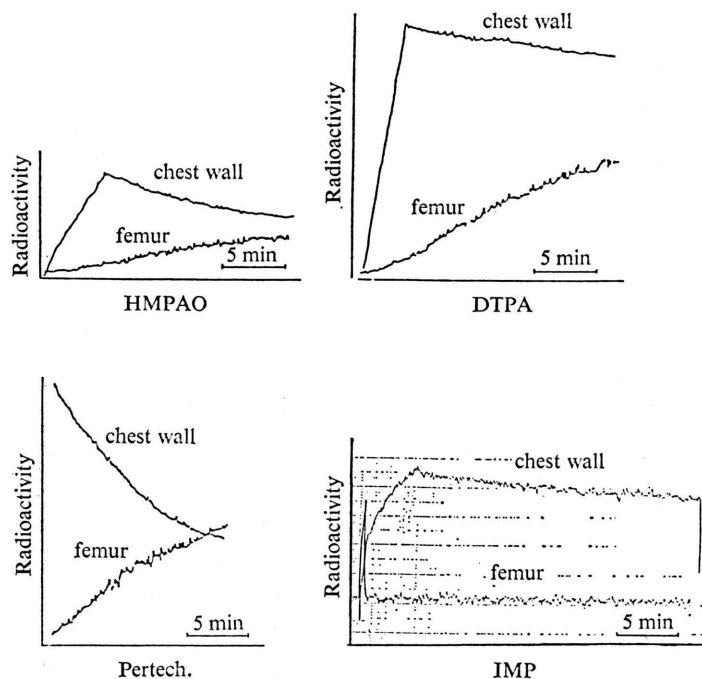 Radioactivity
chest wall
femur
5 min
HMPAO
Radioactivity
chest wall
femur
5 min
DTPA
Radioactivity
chest wall
femur
5 min
Pertech.
Radioactivity
chest wall
femur
5 min
IMP